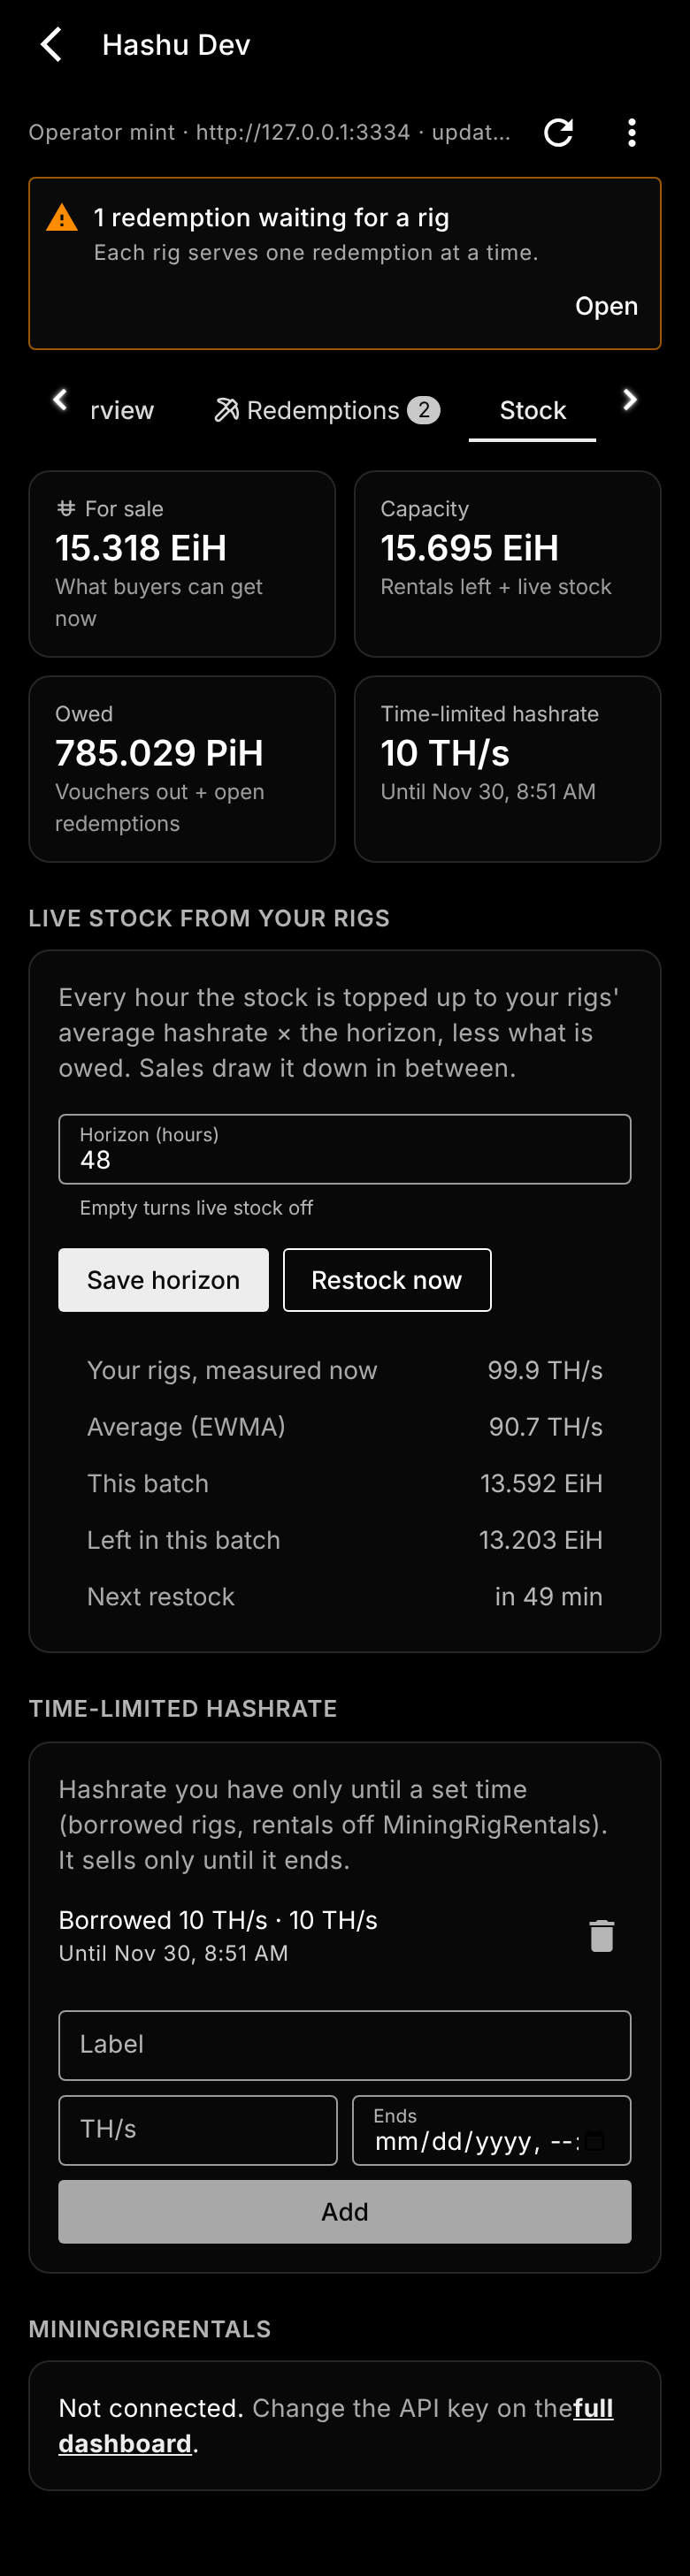 Hashu Dev
Operator mint · http://127.0.0.1:3334 · updat...
1 redemption waiting for a rig
Each rig serves one redemption at a time.
Open
rview
Redemptions 2
Stock
For sale
15.318 EiH
What buyers can get
now
Capacity
15.695 EiH
Rentals left + live stock
Owed
785.029 PiH
Vouchers out + open
redemptions
Time-limited hashrate
10 TH/s
Until Nov 30, 8:51 AM
LIVE STOCK FROM YOUR RIGS
Every hour the stock is topped up to your rigs'
average hashrate × the horizon, less what is
owed. Sales draw it down in between.
Horizon (hours)
48
Empty turns live stock off
Save horizon
Restock now
Your rigs, measured now 99.9 TH/s
Average (EWMA) 90.7 TH/s
This batch 13.592 EiH
Left in this batch 13.203 EiH
Next restock in 49 min
TIME-LIMITED HASHRATE
Hashrate you have only until a set time
(borrowed rigs, rentals off MiningRigRentals).
It sells only until it ends.
Borrowed 10 TH/s · 10 TH/s
Until Nov 30, 8:51 AM
Label
TH/s
Ends
mm/dd/yyyy, --:
Add
MININGRIGRENTALS
Not connected. Change the API key on thefull
dashboard.